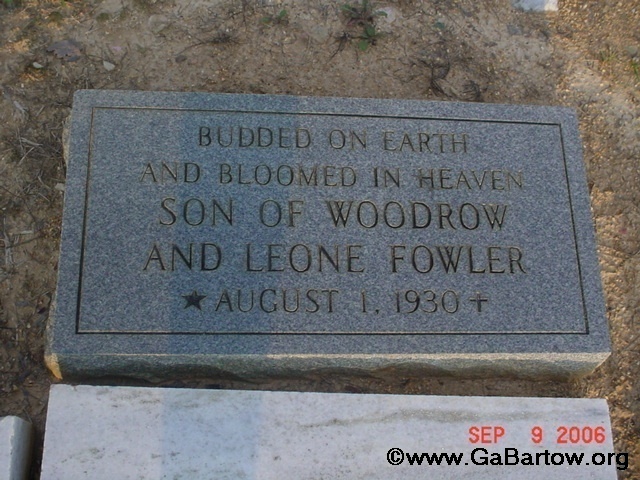 BUDDED ON EARTH
AND BLOOMED IN HEAVEN
SON OF WOODROW
AND LEONE FOWLER
★ AUGUST 1, 1930 ✝
SEP 9 2006
©www.GaBartow.org